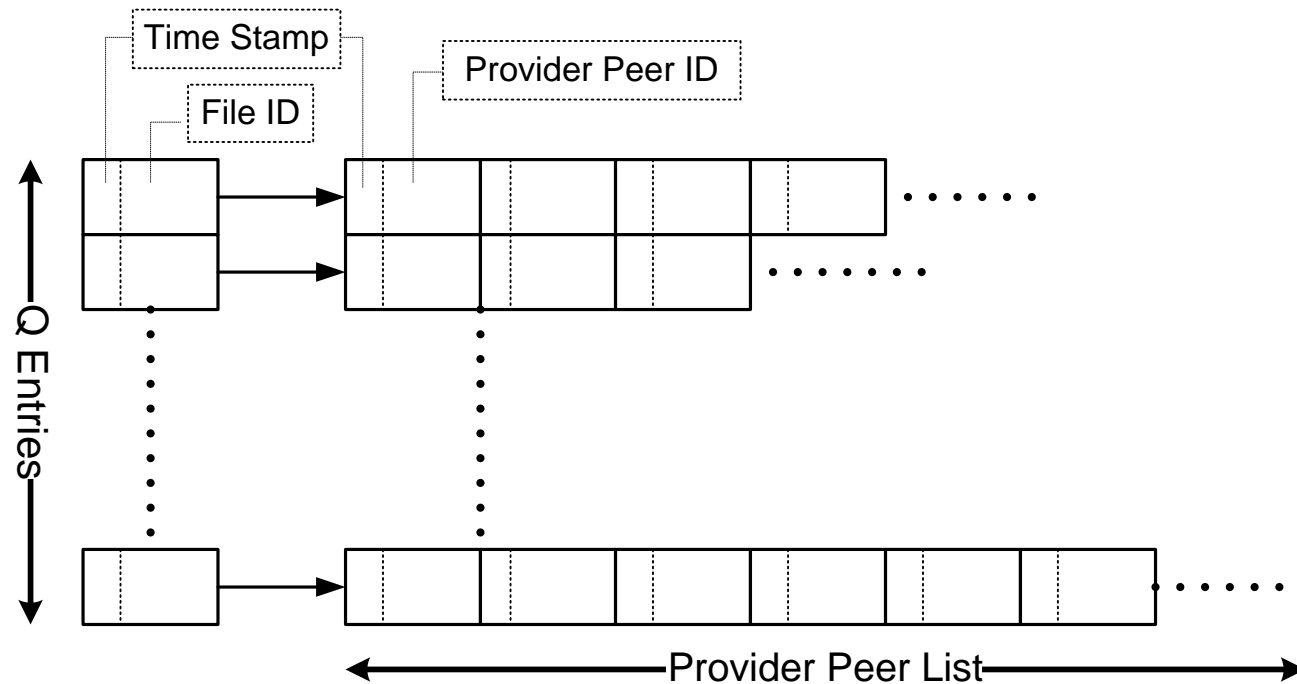 Time Stamp
Provider Peer ID
File ID
Q Entries
Provider Peer List